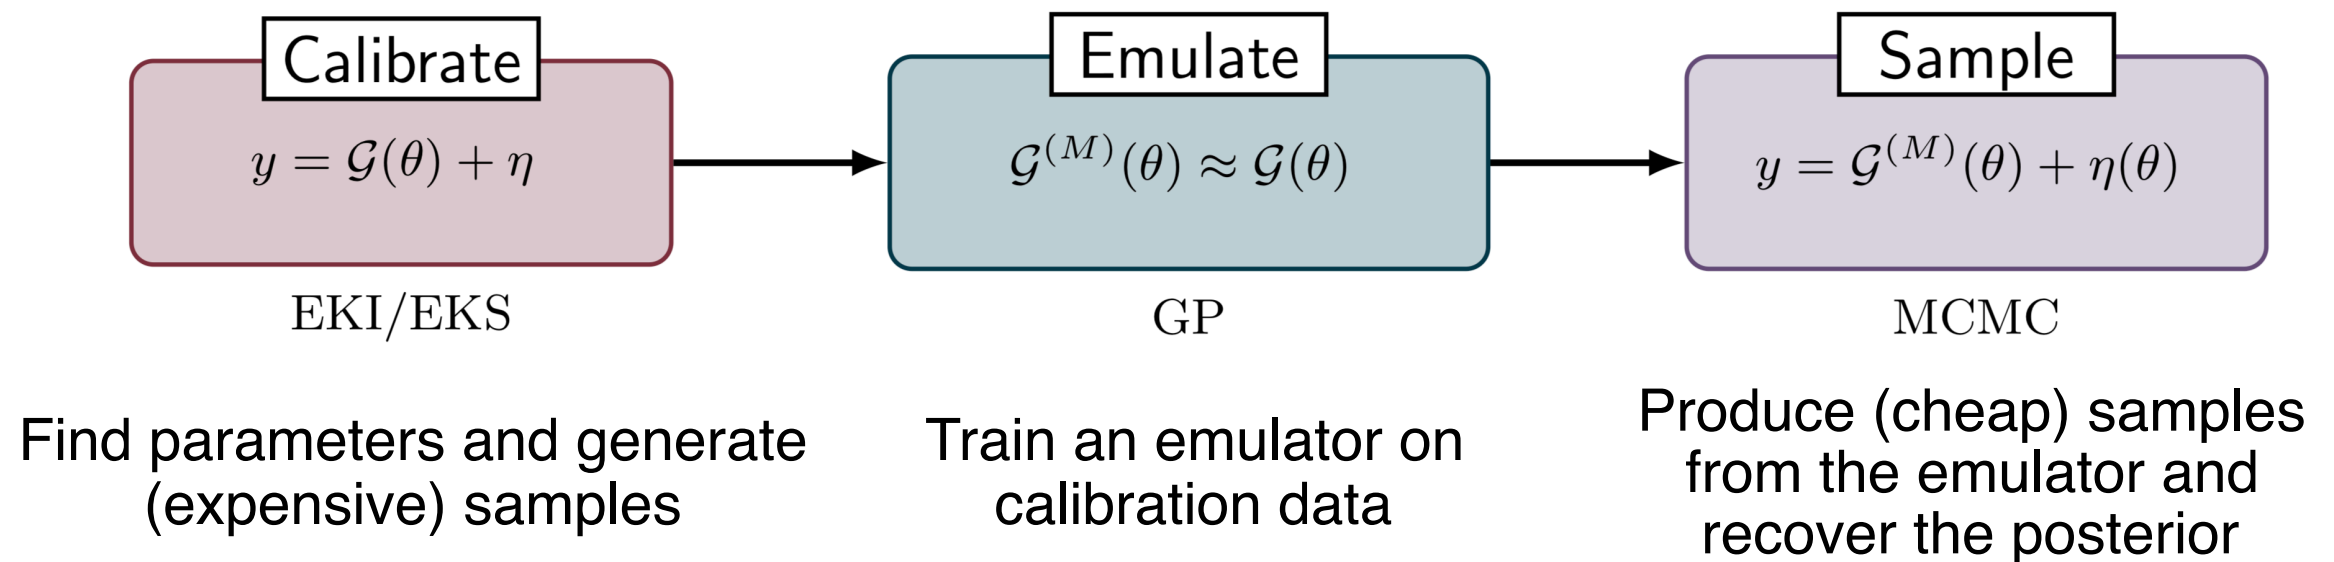 Calibrate
y = 𝒢(θ) + η
EKI/EKS
Find parameters and generate
(expensive) samples
Emulate
𝒢^(M)(θ) ≈ 𝒢(θ)
GP
Train an emulator on
calibration data
Sample
y = 𝒢^(M)(θ) + η(θ)
MCMC
Produce (cheap) samples
from the emulator and
recover the posterior